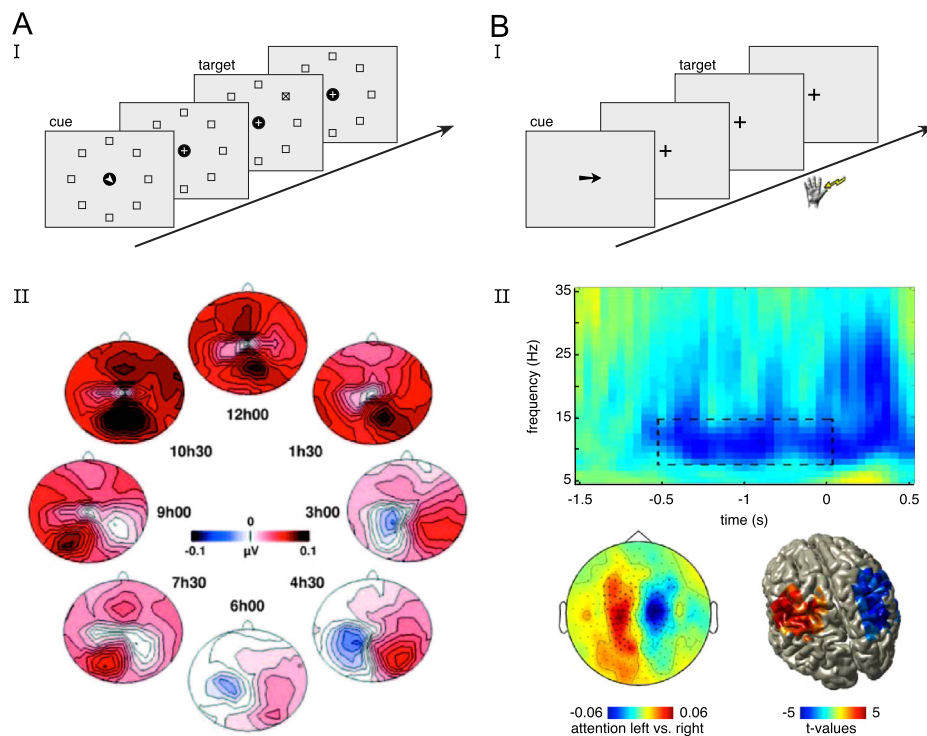 A
I
cue
target
B
I
cue
target
II
12h00
10h30
1h30
9h00
3h00
0
-0.1
µV
0.1
7h30
4h30
6h00
II
frequency (Hz)
35
25
15
5
-1.5
-0.5
-1
0
0.5
time (s)
-0.06
0.06
attention left vs. right
-5
5
t-values